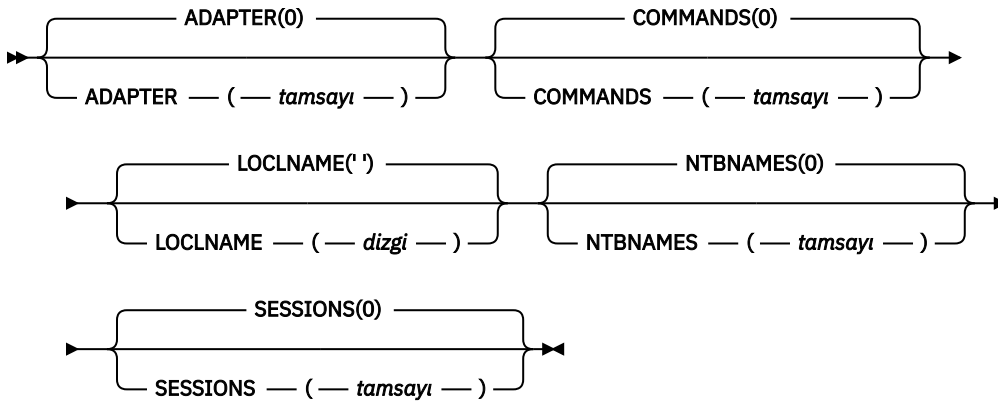 ADAPTER(0) COMMANDS(0)
ADAPTER ( tamsayı ) COMMANDS ( tamsayı )
LOCLNAME(' ') NTBNAMES(0)
LOCLNAME ( dizgi ) NTBNAMES ( tamsayı )
SESSIONS(0)
SESSIONS ( tamsayı )